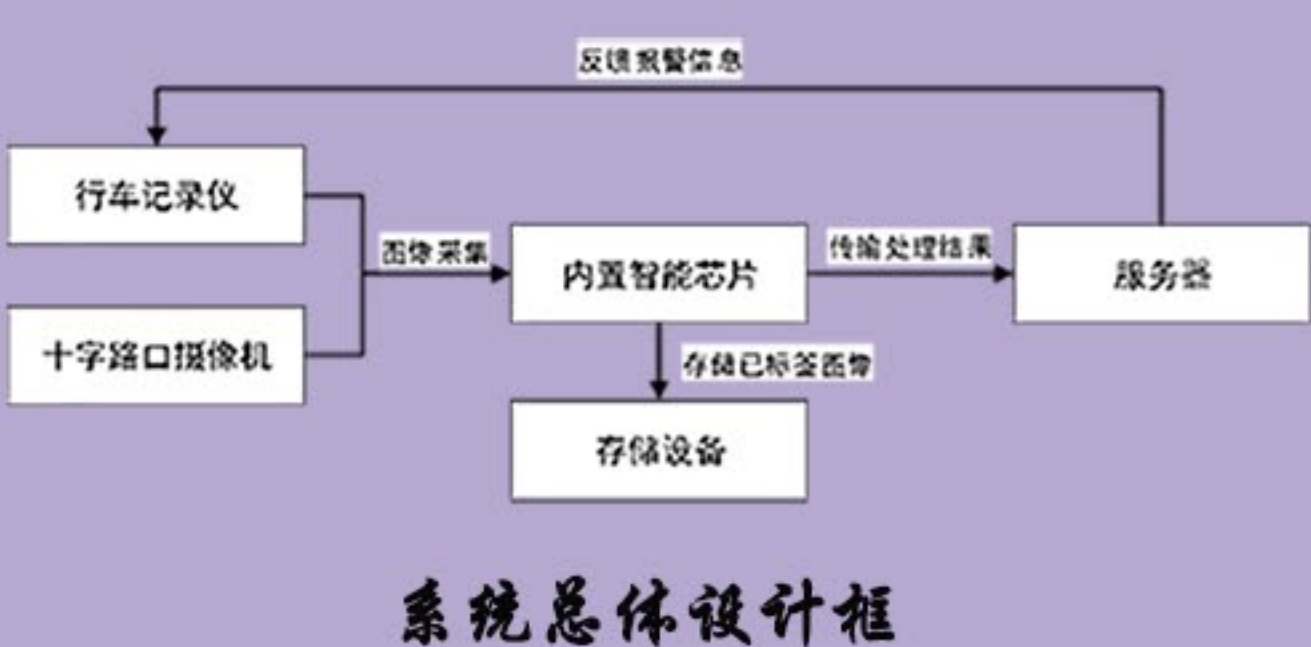 反馈报警信息
行车记录仪
图像采集
内置智能芯片
传输处理结果
服务器
十字路口摄像机
存储已标签图像
存储设备
系统总体设计框